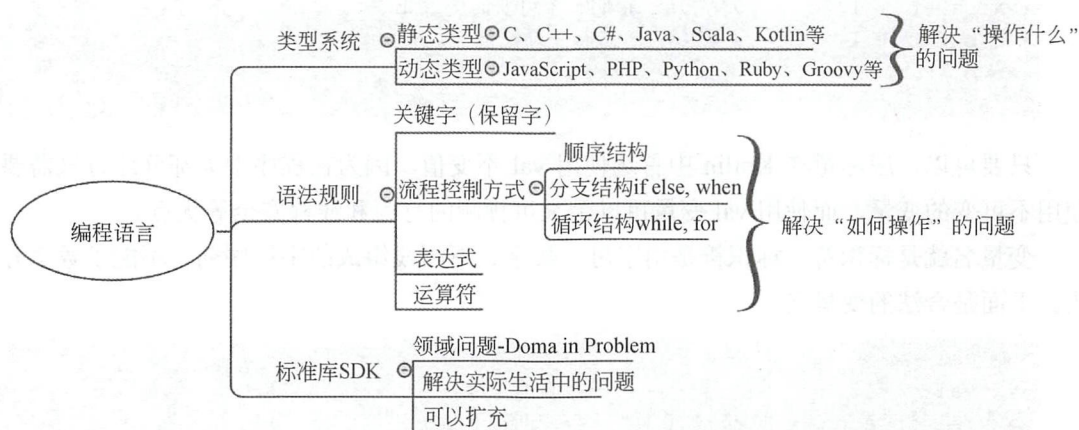 编程语言
类型系统
静态类型
C、C++、C#、Java、Scala、Kotlin等
动态类型
JavaScript、PHP、Python、Ruby、Groovy等
解决“操作什么”
的问题
语法规则
关键字（保留字）
流程控制方式
顺序结构
分支结构if else, when
循环结构while, for
表达式
运算符
解决“如何操作”的问题
标准库SDK
领域问题-Doma in Problem
解决实际生活中的问题
可以扩充